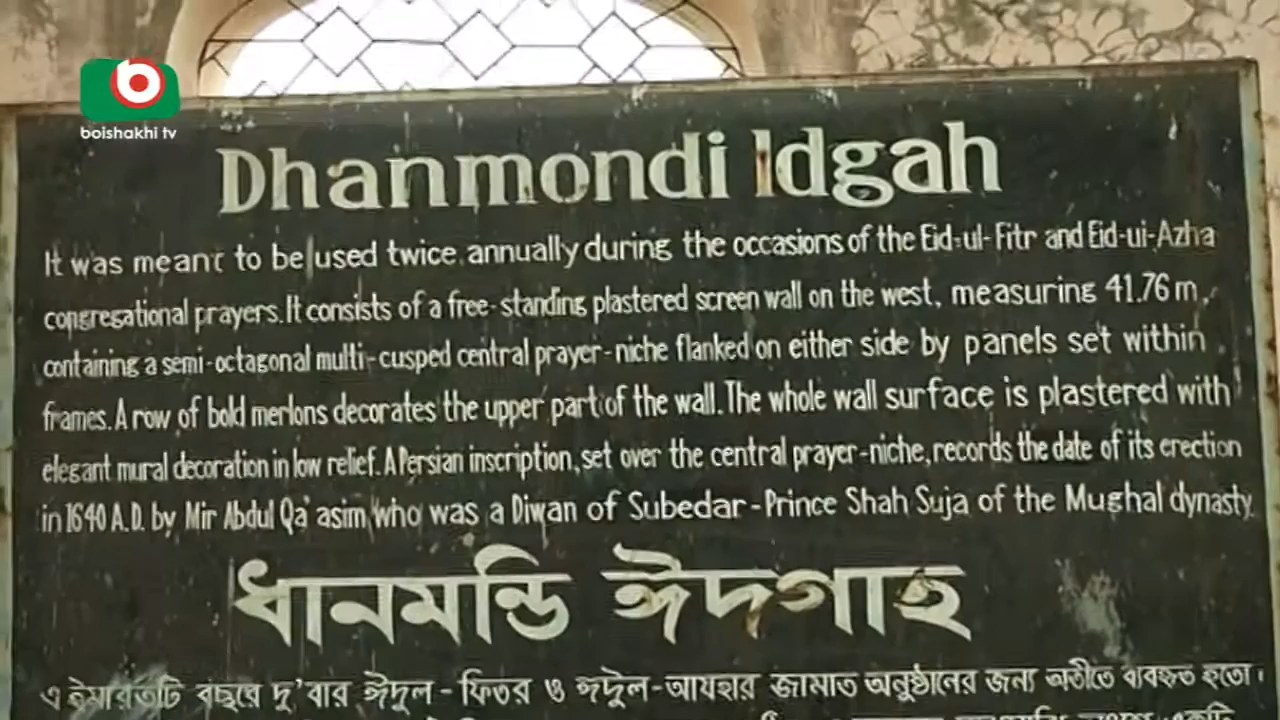 boishakhi tv
Dhanmondi Idgah
It was meant to be used twice annually during the occasions of the Eid-ul-Fitr and Eid-ui-Azha
congregational prayers. It consists of a free-standing plastered screen wall on the west, measuring 41.76 m,
containing a semi-octagonal multi-cusped central prayer-niche flanked on either side by panels set within
frames. A row of bold merlons decorates the upper part of the wall. The whole wall surface is plastered with
elegant mural decoration in low relief. A Persian inscription, set over the central prayer-niche, records the date of its erection
in 1640 A.D. by Mir Abdul Qa'asim who was a Diwan of Subedar-Prince Shah Suja of the Mughal dynasty.
ধানমন্ডি ঈদগাহ
এ ইমারতটি বছরে দু'বার ঈদুল-ফিতর ও ঈদুল-আযহার জামাত অনুষ্ঠানের জন্য অতীতে ব্যবহৃত হতো।